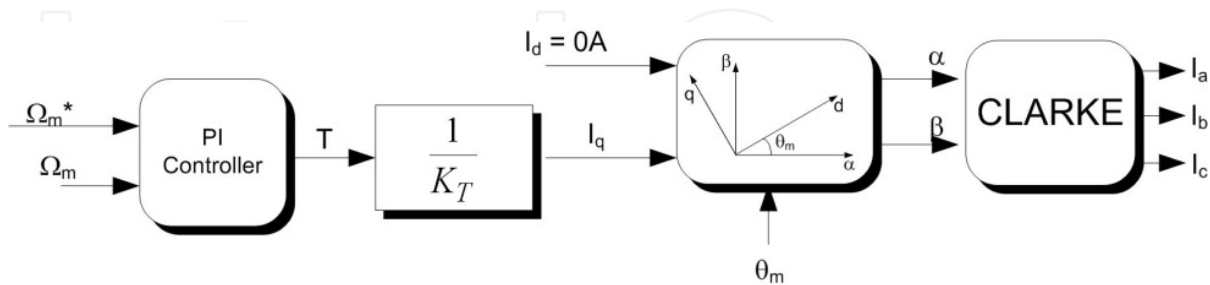 Ωm*
Ωm
PI
Controller
T
1
KT
Id = 0A
Iq
β
q
d
θm
α
θm
α
β
CLARKE
Ia
Ib
Ic